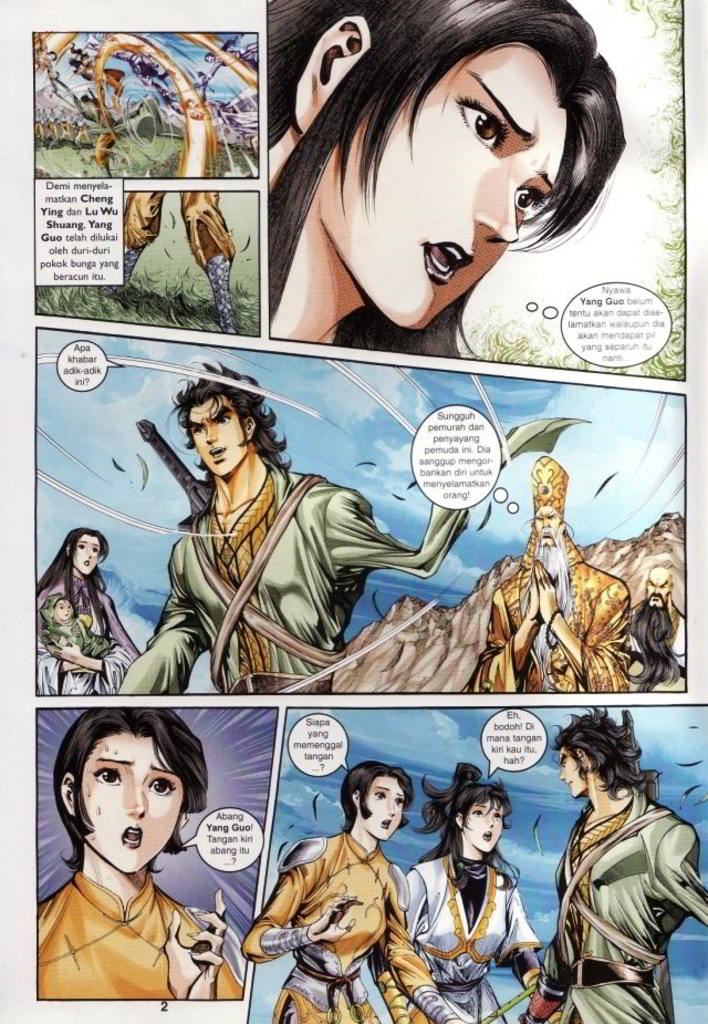 Demi menyela-
matkan Cheng
Ying dan Lu Wu
Shuang, Yang
Guo telah dilukai
oleh duri-duri
pokok bunga yang
beracun itu.
Nyawa
Yang Guo belum
tentu akan dapat dise-
lamatkan walaupun dia
akan mendapat pil
yang separuh itu
nanti...
Apa
khabar
adik-adik
ini?
Sungguh
pemurah dan
penyayang
pemuda ini. Dia
sanggup mengor-
bankan diri untuk
menyelamatkan
orang!
Abang
Yang Guo!
Tangan kiri
abang itu
...?
Siapa
yang
memenggal
tangan
...?
Eh,
bodoh! Di
mana tangan
kiri kau itu,
hah?
2